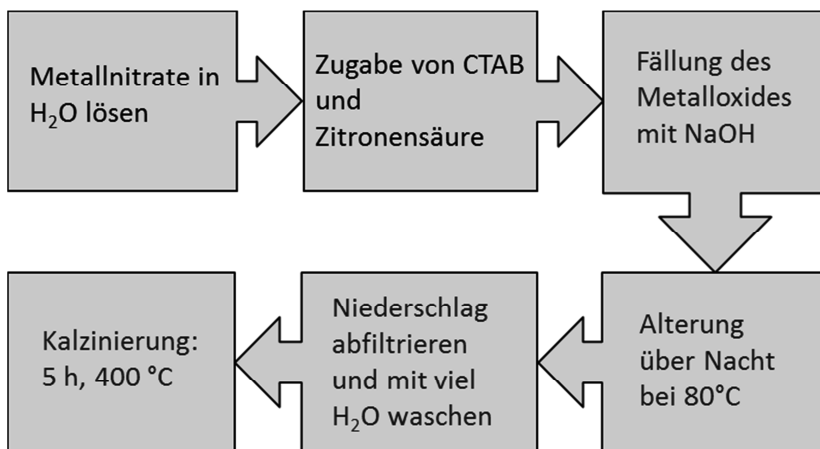 Metallnitrate in
H₂O lösen
Zugabe von CTAB
und
Zitronensäure
Fällung des
Metalloxides
mit NaOH
Alterung
über Nacht
bei 80°C
Niederschlag
abfiltrieren
und mit viel
H₂O waschen
Kalzinierung:
5 h, 400 °C